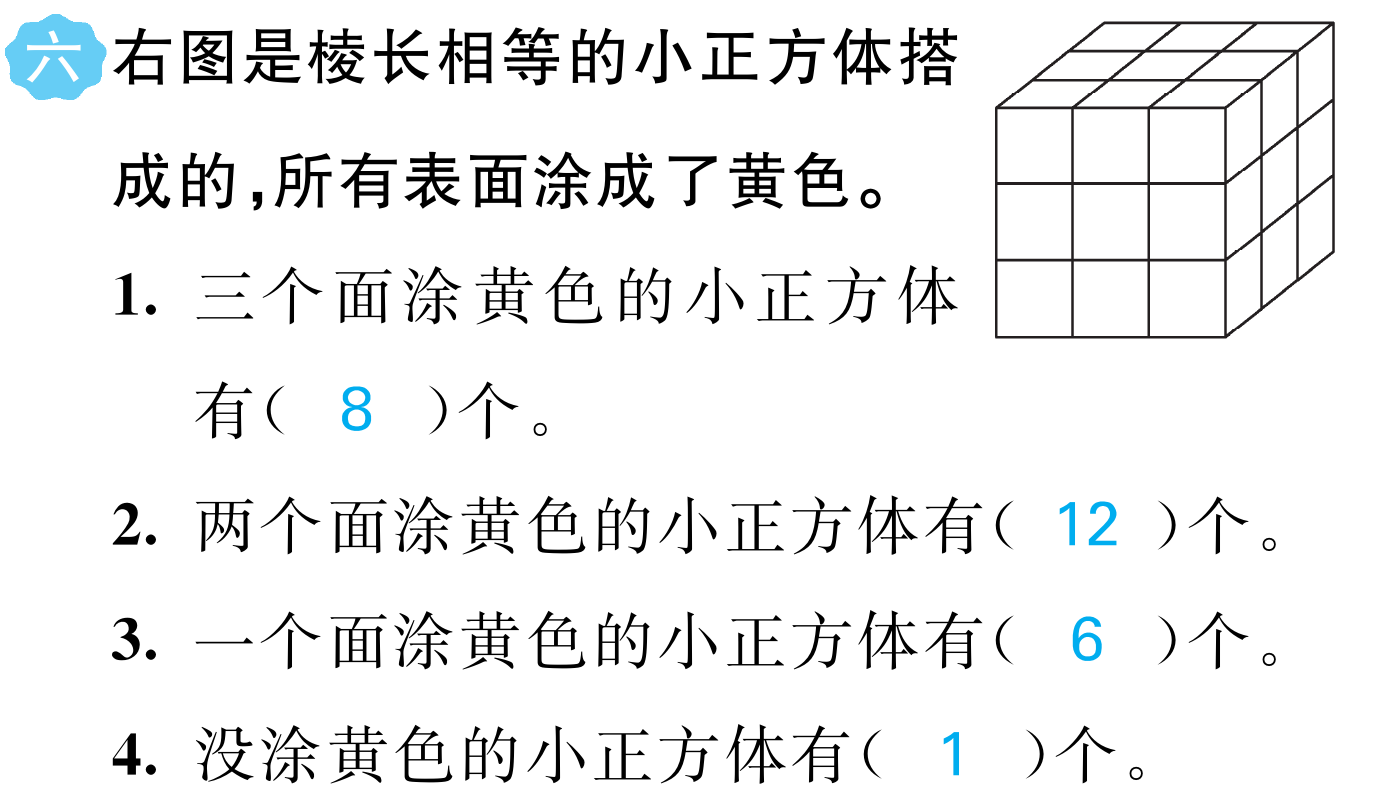 六 右图是棱长相等的小正方体搭
成的,所有表面涂成了黄色。
1. 三个面涂黄色的小正方体
有( 8 )个。
2. 两个面涂黄色的小正方体有( 12 )个。
3. 一个面涂黄色的小正方体有( 6 )个。
4. 没涂黄色的小正方体有( 1 )个。